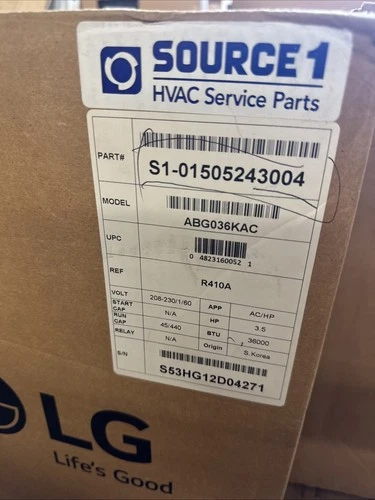 SOURCE 1
HVAC Service Parts
PART# S1-01505243004
MODEL ABG036KAC
UPC 0 4823160052 1
REF R410A
VOLT 208-230/1/60 APP AC/HP
START CAP N/A HP 3.5
RUN CAP 45/440 BTU 36000
RELAY N/A Origin S.Korea
S/N S53HG12D04271
LG
Life's Good